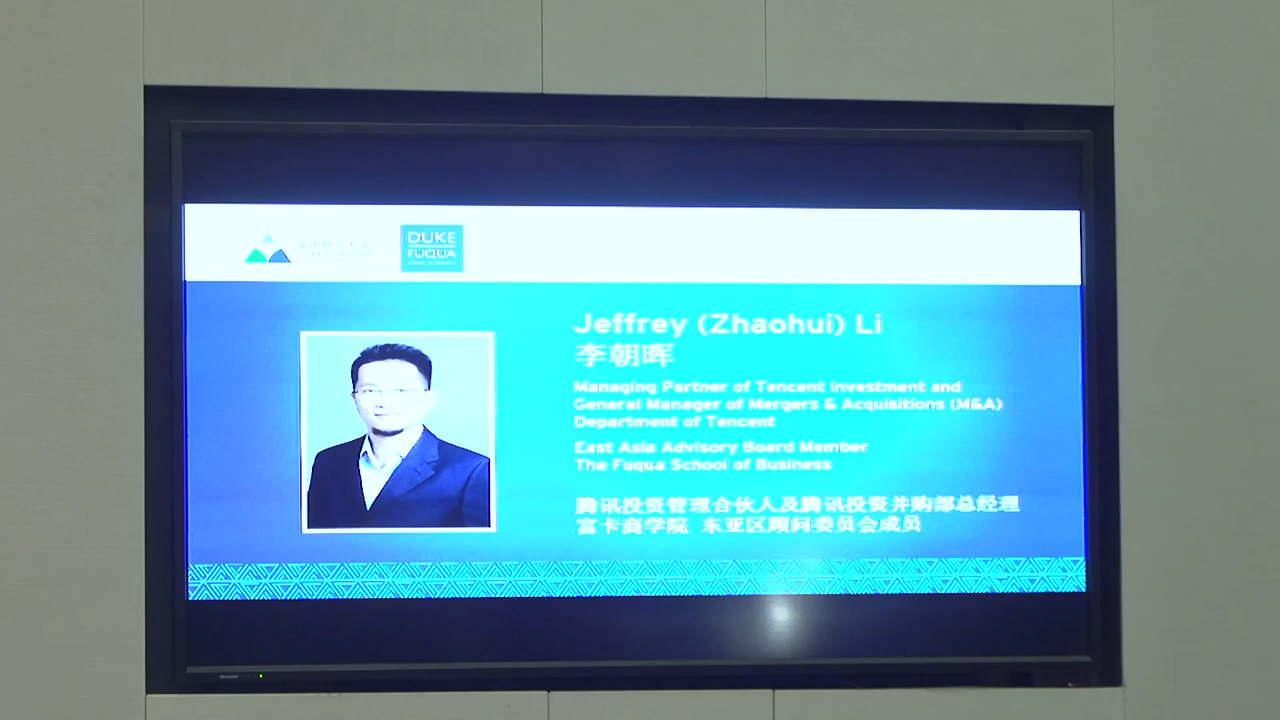 DUKE
FUQUA
Jeffrey (Zhaohui) Li
李朝晖
Managing Partner of Tencent Investment and
General Manager of Mergers & Acquisitions (M&A)
Department of Tencent
East Asia Advisory Board Member
The Fuqua School of Business
腾讯投资管理合伙人及腾讯投资并购部总经理
富卡商学院 东亚区顾问委员会成员